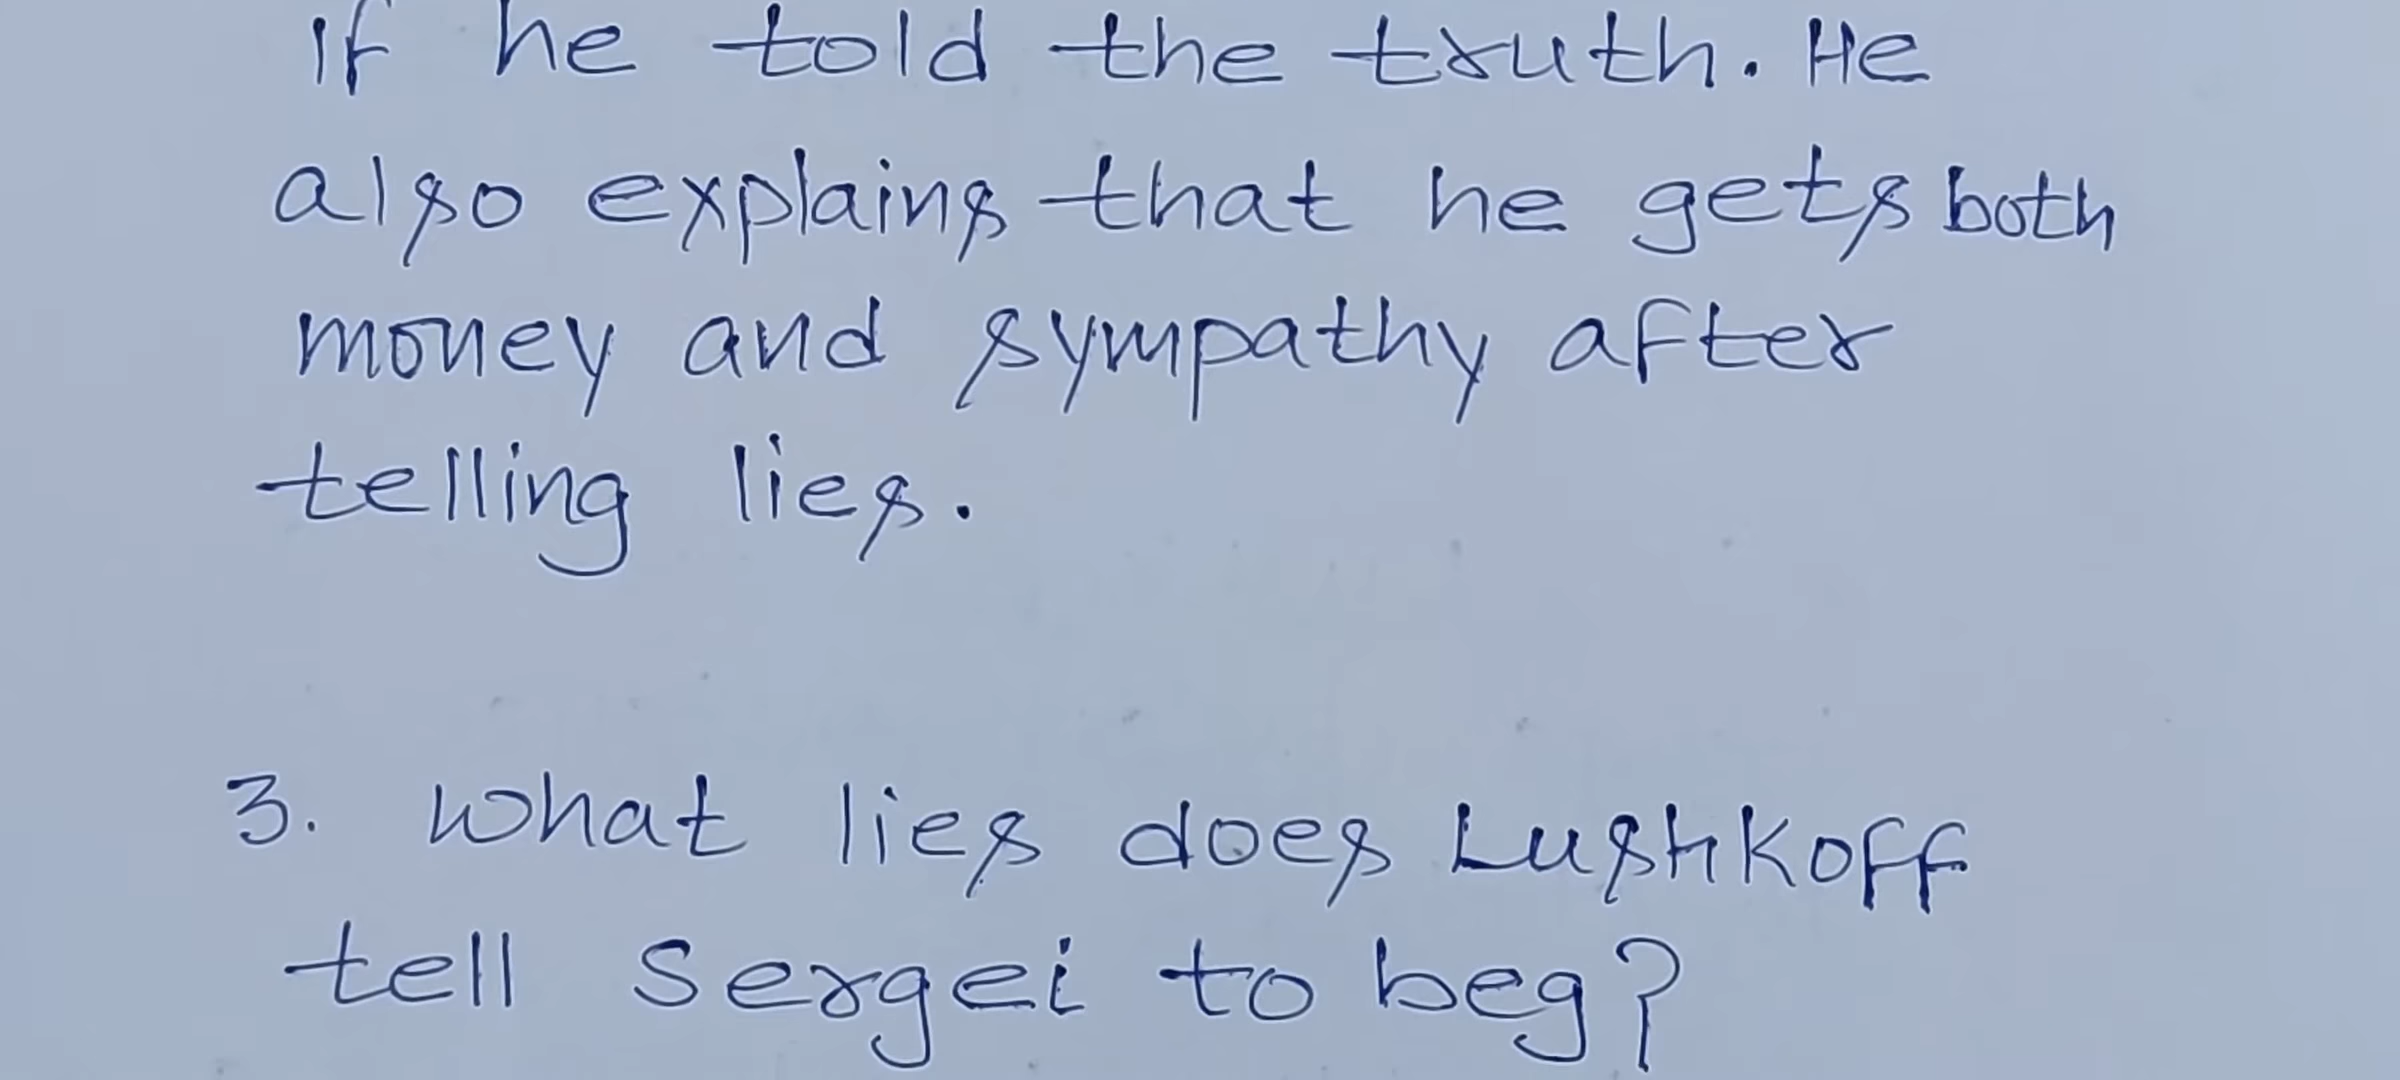 if he told the truth. He
also explains that he gets both
money and sympathy after
telling lies.
3. What lies does Lushkoff
tell Sergei to beg?